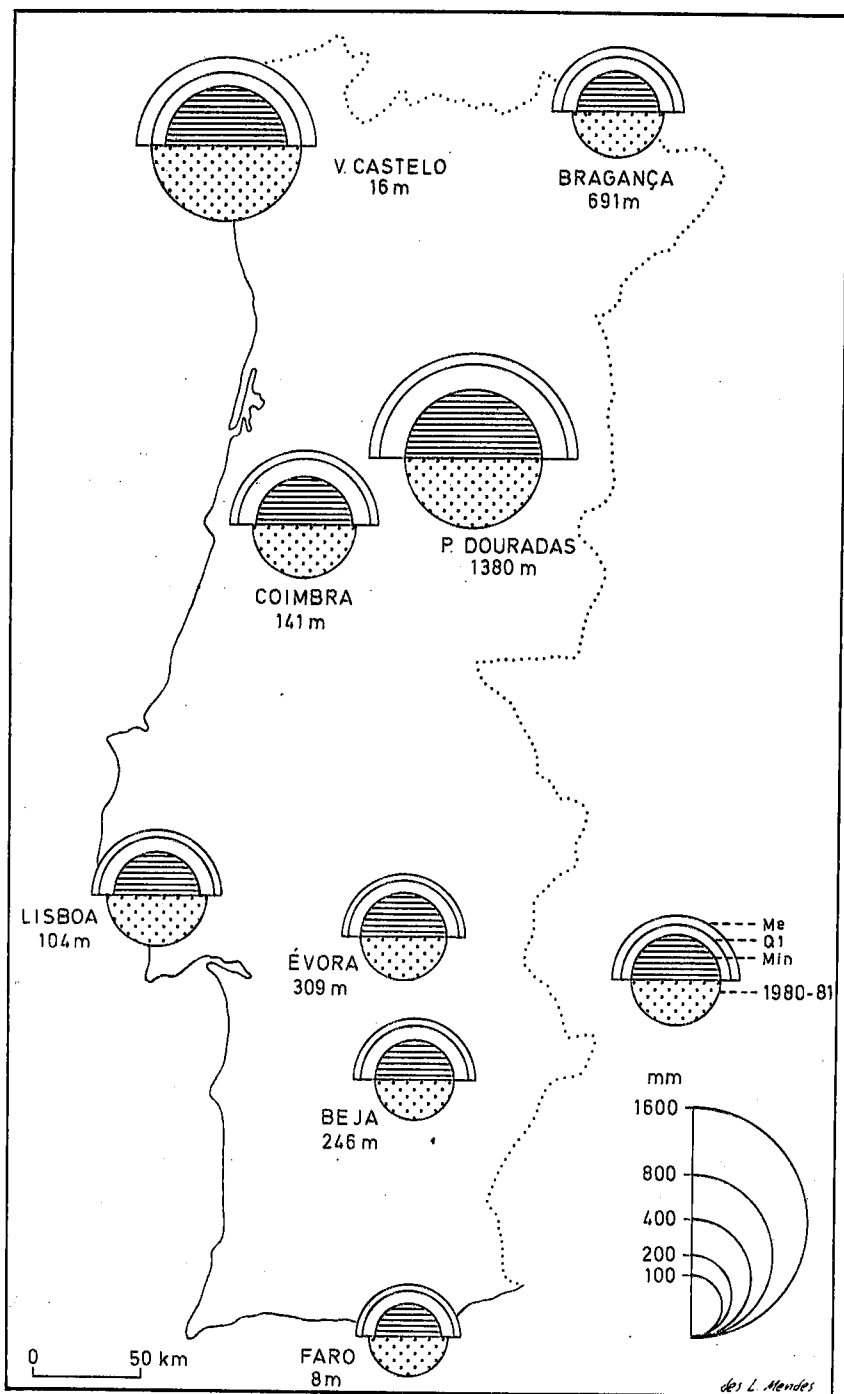 V. CASTELO
16 m
BRAGANÇA
691 m
P. DOURADAS
1380 m
COIMBRA
141 m
LISBOA
104 m
ÉVORA
309 m
Me
Q1
Min
1980-81
BEJA
246 m
mm
1600
800
400
200
100
FARO
8 m
0 50 km
des L. Mendes